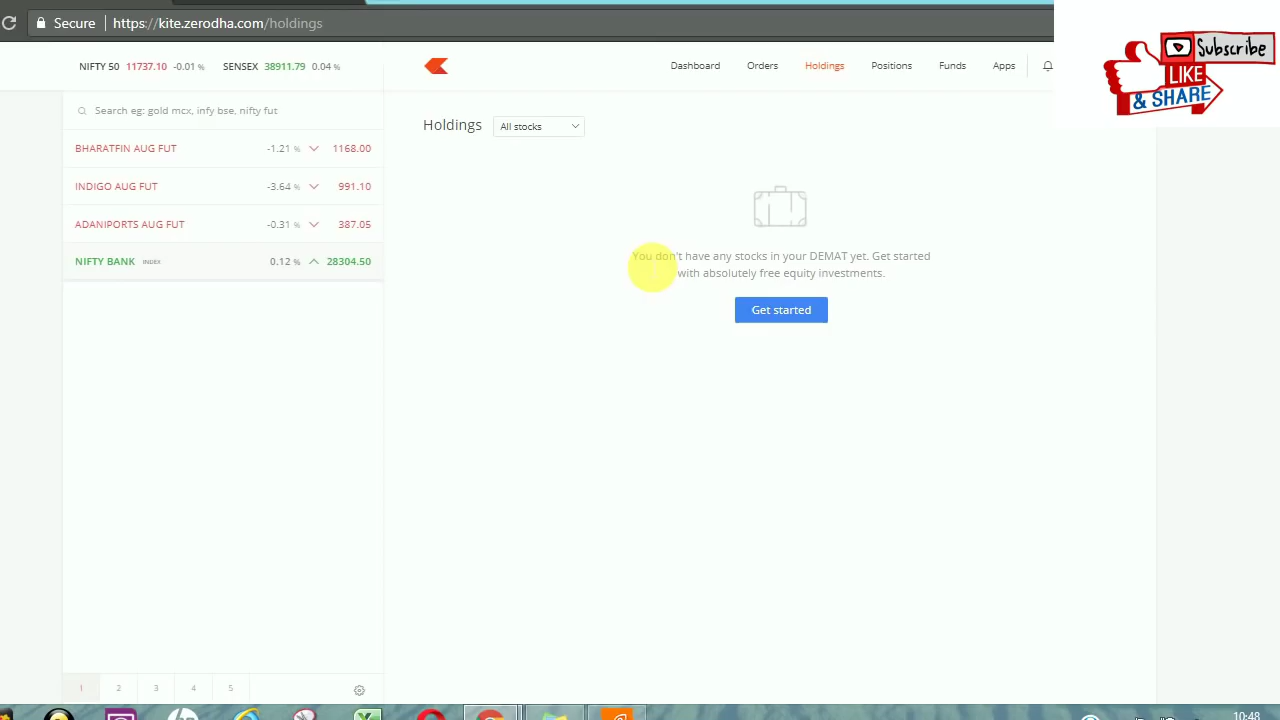 Secure https://kite.zerodha.com/holdings
Subscribe
LIKE
& SHARE
NIFTY 50 11737.10 -0.01 % SENSEX 38911.79 0.04 %
Dashboard Orders Holdings Positions Funds Apps
Search eg: gold mcx, infy bse, nifty fut
Holdings All stocks
BHARATFIN AUG FUT -1.21 % 1168.00
INDIGO AUG FUT -3.64 % 991.10
ADANIPORTS AUG FUT -0.31 % 387.05
NIFTY BANK INDEX 0.12 % 28304.50
You don't have any stocks in your DEMAT yet. Get started
with absolutely free equity investments.
Get started
1 2 3 4 5
10:48